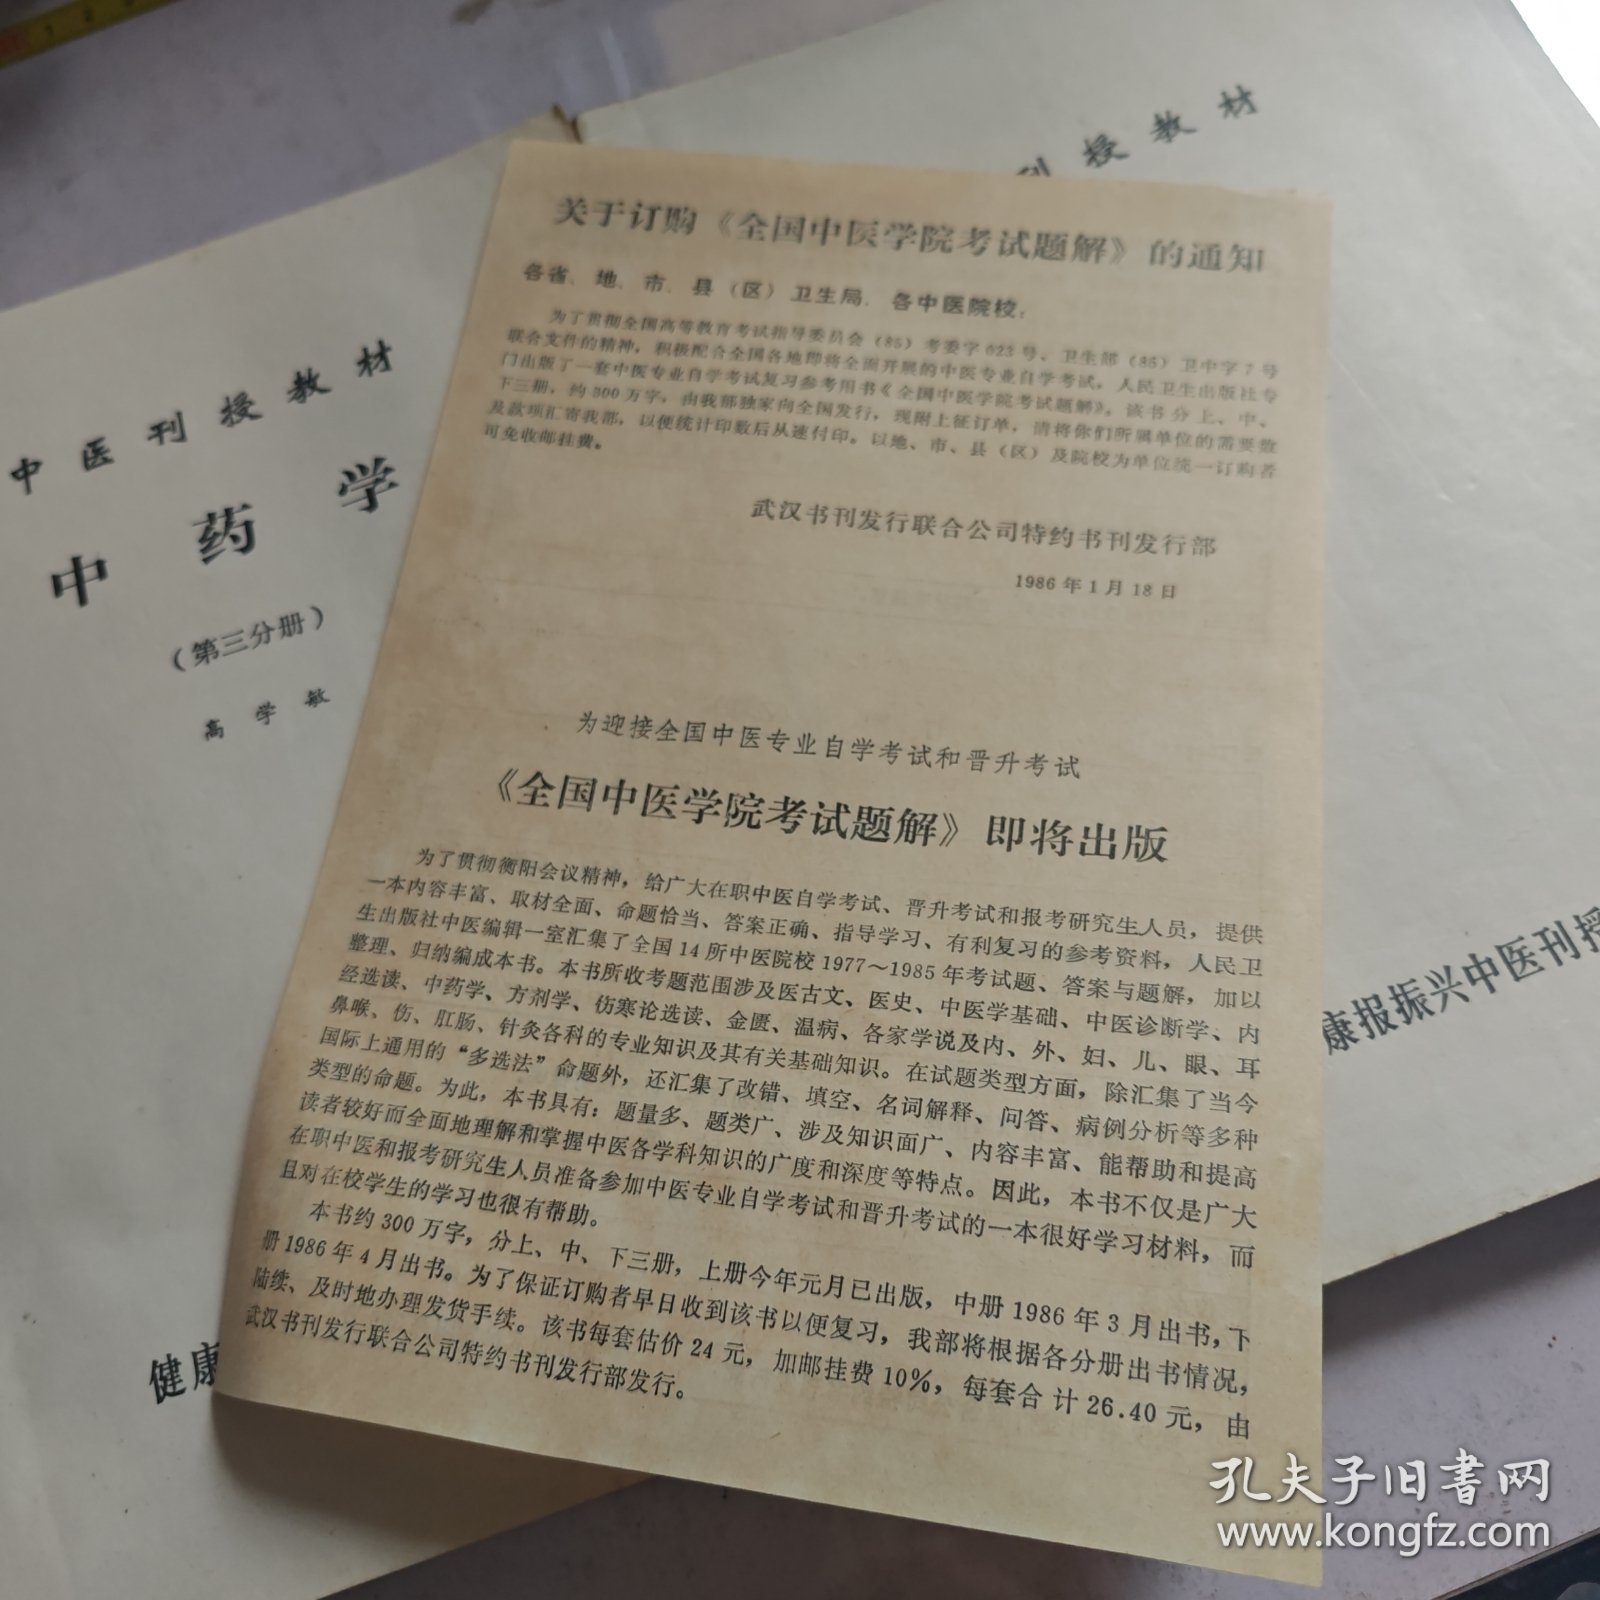 关于订购《全国中医学院考试题解》的通知
各省、地、市、县（区）卫生局、各中医院校：
为了贯彻全国高等教育考试指导委员会（85）考委字023号、卫生部（86）卫中字7号
联合文件的精神，积极配合全国各地即将全面开展的中医专业自学考试，人民卫生出版社专
门出版了一套中医专业自学考试复习参考用书《全国中医学院考试题解》。该书分上、中、
下三册，约300万字，由我部独家向全国发行，现附上征订单，请将你们所属单位的需要数
及款项汇寄我部，以便统计印数后从速付印。以地、市、县（区）及院校为单位统一订购者
可免收邮挂费。
武汉书刊发行联合公司特约书刊发行部
1986年1月18日
为迎接全国中医专业自学考试和晋升考试
《全国中医学院考试题解》即将出版
为了贯彻衡阳会议精神，给广大在职中医自学考试、晋升考试和报考研究生人员，提供
一本内容丰富、取材全面、命题恰当、答案正确、指导学习、有利复习的参考资料，人民卫
生出版社中医编辑一室汇集了全国14所中医院校1977～1985年考试题、答案与题解，加以
整理、归纳编成本书。本书所收考题范围涉及医古文、医史、中医学基础、中医诊断学、内
经选读、中药学、方剂学、伤寒论选读、金匮、温病、各家学说及内、外、妇、儿、眼、耳
鼻喉、伤、肛肠、针灸各科的专业知识及其有关基础知识。在试题类型方面，除汇集了当今
国际上通用的“多选法”命题外，还汇集了改错、填空、名词解释、问答、病例分析等多种
类型的命题。为此，本书具有：题量多、题类广、涉及知识面广、内容丰富、能帮助和提高
读者较好而全面地理解和掌握中医各学科知识的广度和深度等特点。因此，本书不仅是广大
在职中医和报考研究生人员准备参加中医专业自学考试和晋升考试的一本很好学习材料，而
且对在校学生的学习也很有帮助。
本书约300万字，分上、中、下三册，上册今年元月已出版，中册1986年3月出书，下
册1986年4月出书。为了保证订购者早日收到该书以便复习，我部将根据各分册出书情况，
陆续、及时地办理发货手续。该书每套估价24元，加邮挂费10%，每套合计26.40元，由
武汉书刊发行联合公司特约书刊发行部发行。
中医刊授教材
中药学
（第三分册）
高学敏
健康
刊授教材
康报振兴中医刊授
孔夫子旧书网
www.kongfz.com